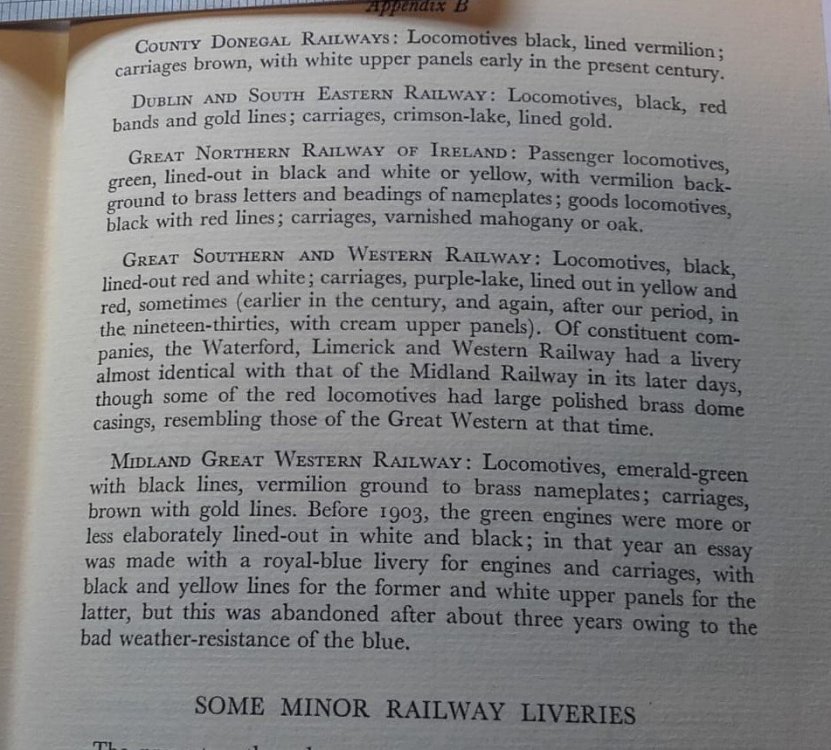 Appendix B
COUNTY DONEGAL RAILWAYS: Locomotives black, lined vermilion;
carriages brown, with white upper panels early in the present century.
DUBLIN AND SOUTH EASTERN RAILWAY: Locomotives, black, red
bands and gold lines; carriages, crimson-lake, lined gold.
GREAT NORTHERN RAILWAY OF IRELAND: Passenger locomotives,
green, lined-out in black and white or yellow, with vermilion back-
ground to brass letters and beadings of nameplates; goods locomotives,
black with red lines; carriages, varnished mahogany or oak.
GREAT SOUTHERN AND WESTERN RAILWAY: Locomotives, black,
lined-out red and white; carriages, purple-lake, lined out in yellow and
red, sometimes (earlier in the century, and again, after our period, in
the nineteen-thirties, with cream upper panels). Of constituent com-
panies, the Waterford, Limerick and Western Railway had a livery
almost identical with that of the Midland Railway in its later days,
though some of the red locomotives had large polished brass dome
casings, resembling those of the Great Western at that time.
MIDLAND GREAT WESTERN RAILWAY: Locomotives, emerald-green
with black lines, vermilion ground to brass nameplates; carriages,
brown with gold lines. Before 1903, the green engines were more or
less elaborately lined-out in white and black; in that year an essay
was made with a royal-blue livery for engines and carriages, with
black and yellow lines for the former and white upper panels for the
latter, but this was abandoned after about three years owing to the
bad weather-resistance of the blue.
SOME MINOR RAILWAY LIVERIES
The